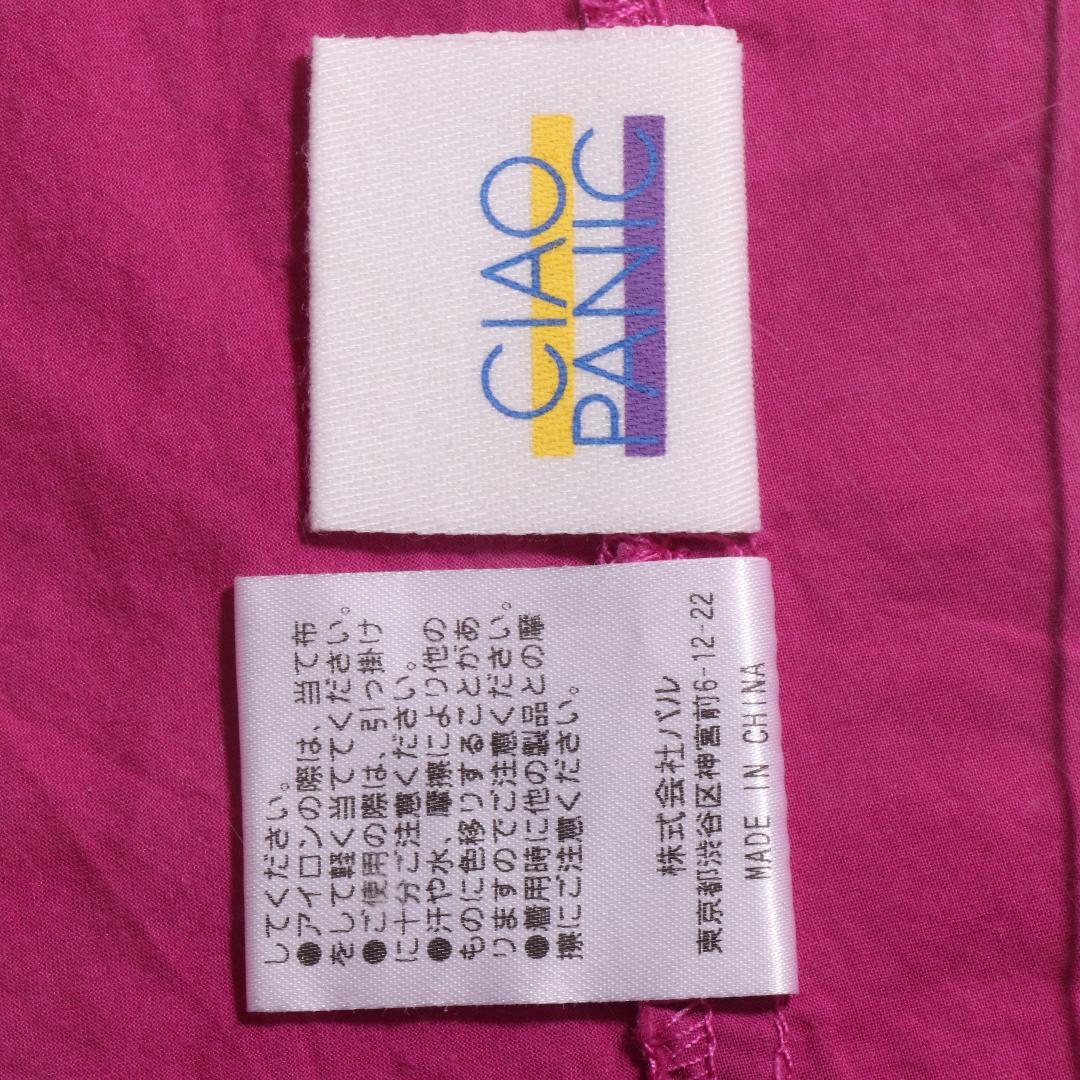 CIAO
PANIC
してください。
●アイロンの際は、当て布
をして軽く当ててください。
●ご使用の際は、引っ掛け
に十分ご注意ください。
●汗や水、摩擦により他の
ものに色移りすることがあ
りますのでご注意ください。
●着用時に他の製品との摩
擦にご注意ください。
株式会社パル
東京都渋谷区神宮前6-12-22
MADE IN CHINA